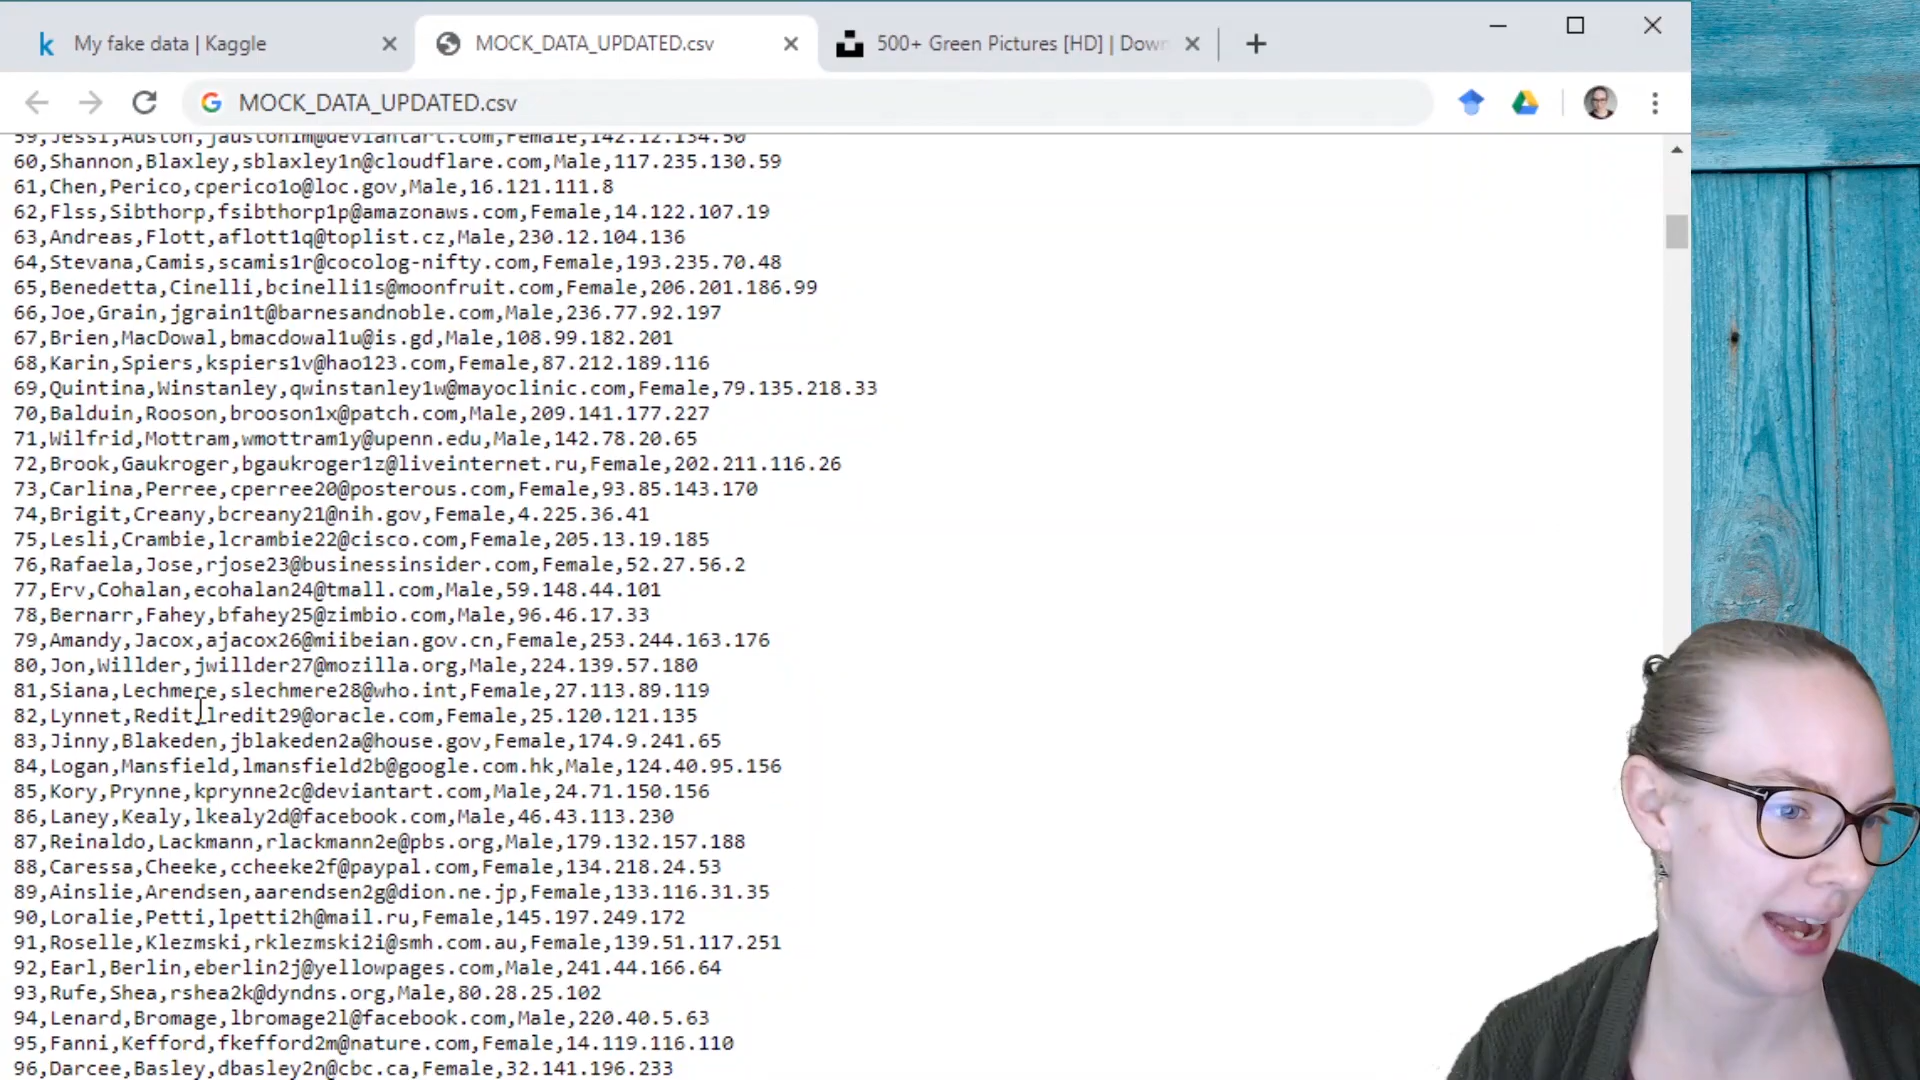 My fake data | Kaggle
MOCK_DATA_UPDATED.csv
500+ Green Pictures [HD] | Down
MOCK_DATA_UPDATED.csv
59,Jessi,Auston,jauston1m@deviantart.com,Female,142.12.134.50
60,Shannon,Blaxley,sblaxley1n@cloudflare.com,Male,117.235.130.59
61,Chen,Perico,cperico1o@loc.gov,Male,16.121.111.8
62,Flss,Sibthorp,fsibthorp1p@amazonaws.com,Female,14.122.107.19
63,Andreas,Flott,aflott1q@toplist.cz,Male,230.12.104.136
64,Stevana,Camis,scamis1r@cocolog-nifty.com,Female,193.235.70.48
65,Benedetta,Cinelli,bcinelli1s@moonfruit.com,Female,206.201.186.99
66,Joe,Grain,jgrain1t@barnesandnoble.com,Male,236.77.92.197
67,Brien,MacDowal,bmacdowal1u@is.gd,Male,108.99.182.201
68,Karin,Spiers,kspiers1v@hao123.com,Female,87.212.189.116
69,Quintina,Winstanley,qwinstanley1w@mayoclinic.com,Female,79.135.218.33
70,Balduin,Rooson,brooson1x@patch.com,Male,209.141.177.227
71,Wilfrid,Mottram,wmottram1y@upenn.edu,Male,142.78.20.65
72,Brook,Gaukroger,bgaukroger1z@liveinternet.ru,Female,202.211.116.26
73,Carlina,Perree,cperree20@posterous.com,Female,93.85.143.170
74,Brigit,Creany,bcreany21@nih.gov,Female,4.225.36.41
75,Lesli,Crambie,lcrambie22@cisco.com,Female,205.13.19.185
76,Rafaela,Jose,rjose23@businessinsider.com,Female,52.27.56.2
77,Erv,Cohalan,ecohalan24@tmall.com,Male,59.148.44.101
78,Bernarr,Fahey,bfahey25@zimbio.com,Male,96.46.17.33
79,Amandy,Jacox,ajacox26@miibeian.gov.cn,Female,253.244.163.176
80,Jon,Willder,jwillder27@mozilla.org,Male,224.139.57.180
81,Siana,Lechmere,slechmere28@who.int,Female,27.113.89.119
82,Lynnet,Redit,lredit29@oracle.com,Female,25.120.121.135
83,Jinny,Blakeden,jblakeden2a@house.gov,Female,174.9.241.65
84,Logan,Mansfield,lmansfield2b@google.com.hk,Male,124.40.95.156
85,Kory,Prynne,kprynne2c@deviantart.com,Male,24.71.150.156
86,Laney,Kealy,lkealy2d@facebook.com,Male,46.43.113.230
87,Reinaldo,Lackmann,rlackmann2e@pbs.org,Male,179.132.157.188
88,Caressa,Cheeke,ccheeke2f@paypal.com,Female,134.218.24.53
89,Ainslie,Arendsen,aarendsen2g@dion.ne.jp,Female,133.116.31.35
90,Loralie,Petti,lpetti2h@mail.ru,Female,145.197.249.172
91,Roselle,Klezmski,rklezmski2i@smh.com.au,Female,139.51.117.251
92,Earl,Berlin,eberlin2j@yellowpages.com,Male,241.44.166.64
93,Rufe,Shea,rshea2k@dyndns.org,Male,80.28.25.102
94,Lenard,Bromage,lbromage2l@facebook.com,Male,220.40.5.63
95,Fanni,Kefford,fkefford2m@nature.com,Female,14.119.116.110
96,Darcee,Basley,dbasley2n@cbc.ca,Female,32.141.196.233